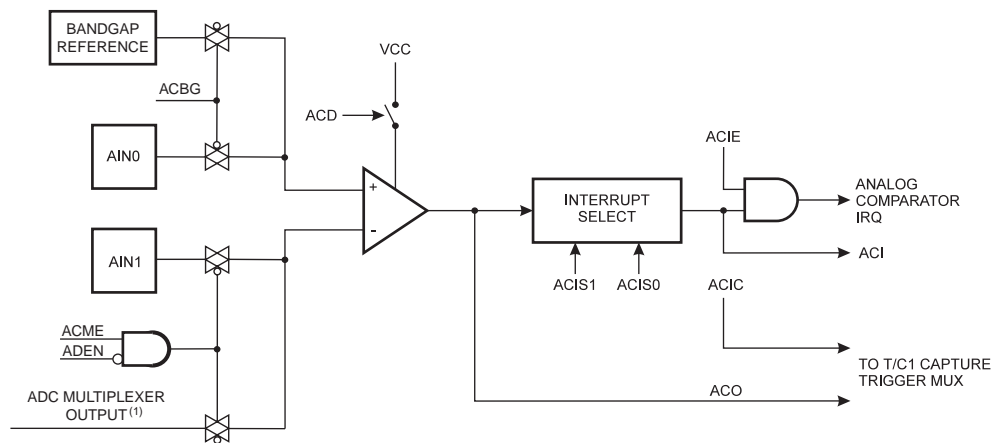 BANDGAP
REFERENCE
VCC
ACBG
ACD
AIN0
ACIE
+
-
INTERRUPT
SELECT
ANALOG
COMPARATOR
IRQ
AIN1
ACI
ACIS1 ACIS0 ACIC
ACME
ADEN
TO T/C1 CAPTURE
TRIGGER MUX
ADC MULTIPLEXER
OUTPUT(1)
ACO